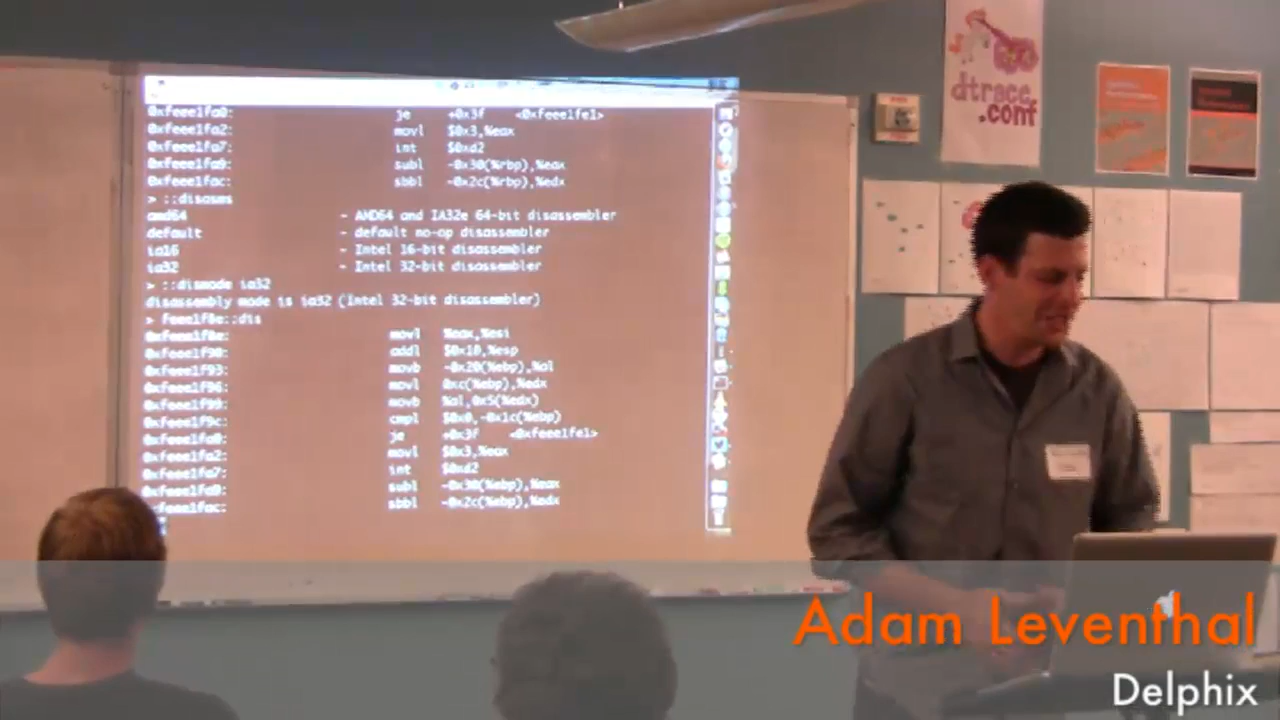 0xfeee1fa0: je +0x3f <0xfeee1fe1>
0xfeee1fa2: movl $0x3,%eax
0xfeee1fa7: int $0xd2
0xfeee1fa9: subl -0x30(%rbp),%eax
0xfeee1fac: sbbl -0x2c(%rbp),%edx
> ::disasms
amd64 - AMD64 and IA32e 64-bit disassembler
default - default no-op disassembler
ia16 - Intel 16-bit disassembler
ia32 - Intel 32-bit disassembler
> ::dismode ia32
disassembly mode is ia32 (Intel 32-bit disassembler)
> feee1f8e::dis
0xfeee1f8e: movl %eax,%esi
0xfeee1f90: addl $0x10,%esp
0xfeee1f93: movb -0x20(%ebp),%al
0xfeee1f96: movl 0xc(%ebp),%edx
0xfeee1f99: movb %al,0x5(%edx)
0xfeee1f9c: cmpl $0x0,-0x1c(%ebp)
0xfeee1fa0: je +0x3f <0xfeee1fe1>
0xfeee1fa2: movl $0x3,%eax
0xfeee1fa7: int $0xd2
0xfeee1fa9: subl -0x30(%ebp),%eax
xfeee1fac: sbbl -0x2c(%ebp),%edx
dtrace
.conf
Adam Leventhal
Delphix